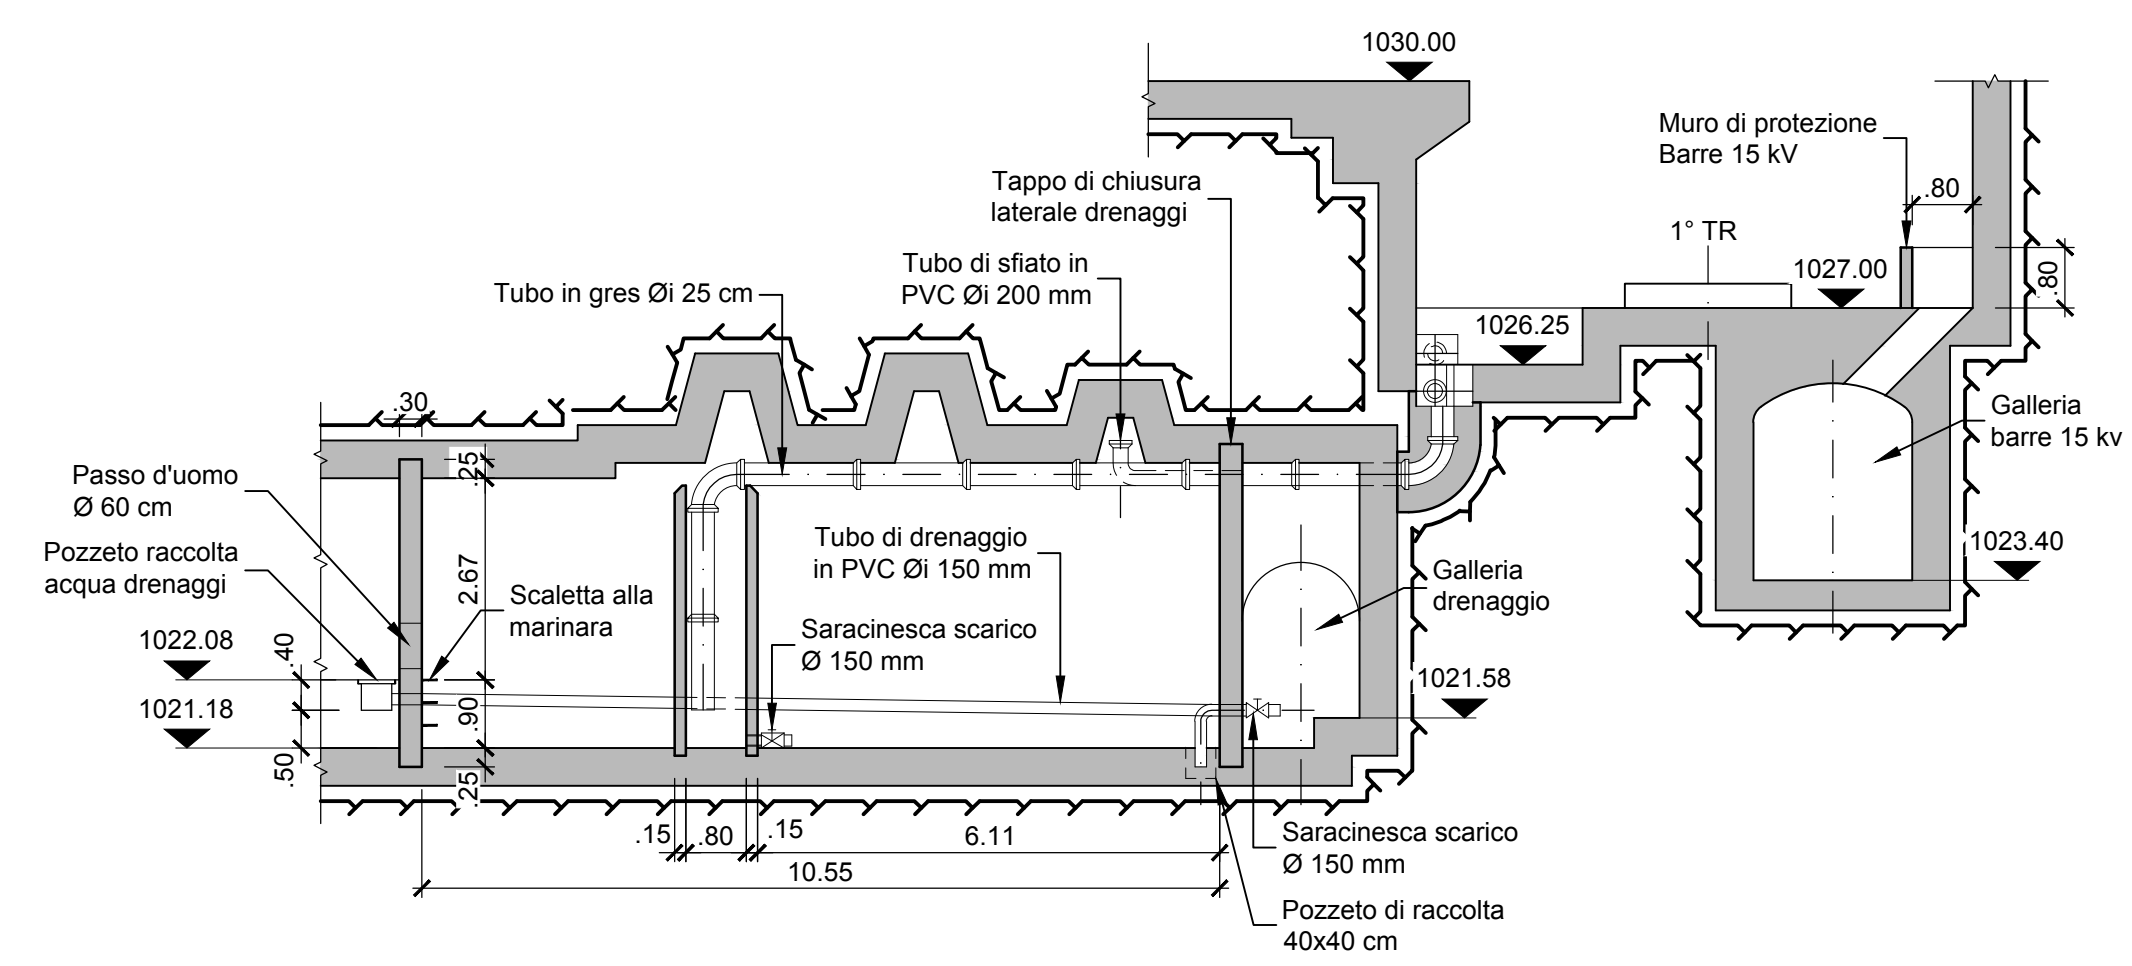 1030.00
Muro di protezione
Barre 15 kV
.80
Tappo di chiusura
laterale drenaggi
1° TR
Tubo di sfiato in
PVC Øi 200 mm
1027.00
.80
Tubo in gres Øi 25 cm
1026.25
.30
Galleria
barre 15 kv
.25
Passo d'uomo
Ø 60 cm
Tubo di drenaggio
in PVC Øi 150 mm
1023.40
Pozzeto raccolta
acqua drenaggi
2.67
Scaletta alla
marinara
Galleria
drenaggio
1022.08
.40
Saracinesca scarico
Ø 150 mm
1021.58
1021.18
.90
.50
.25
.15
.80
.15
6.11
Saracinesca scarico
Ø 150 mm
10.55
Pozzeto di raccolta
40x40 cm